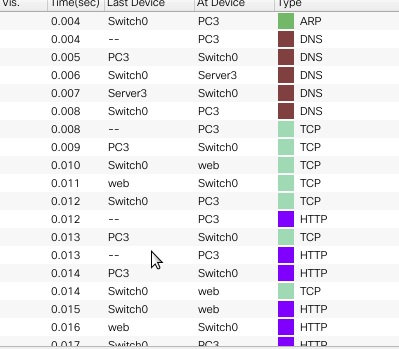 Vis. Time(sec) Last Device At Device Type
0.004 Switch0 PC3 ARP
0.004 -- PC3 DNS
0.005 PC3 Switch0 DNS
0.006 Switch0 Server3 DNS
0.007 Server3 Switch0 DNS
0.008 Switch0 PC3 DNS
0.008 -- PC3 TCP
0.009 PC3 Switch0 TCP
0.010 Switch0 web TCP
0.011 web Switch0 TCP
0.012 Switch0 PC3 TCP
0.012 -- PC3 HTTP
0.013 PC3 Switch0 TCP
0.013 -- PC3 HTTP
0.014 PC3 Switch0 HTTP
0.014 Switch0 web TCP
0.015 Switch0 web HTTP
0.016 web Switch0 HTTP
0.017 Switch0 PC3 HTTP